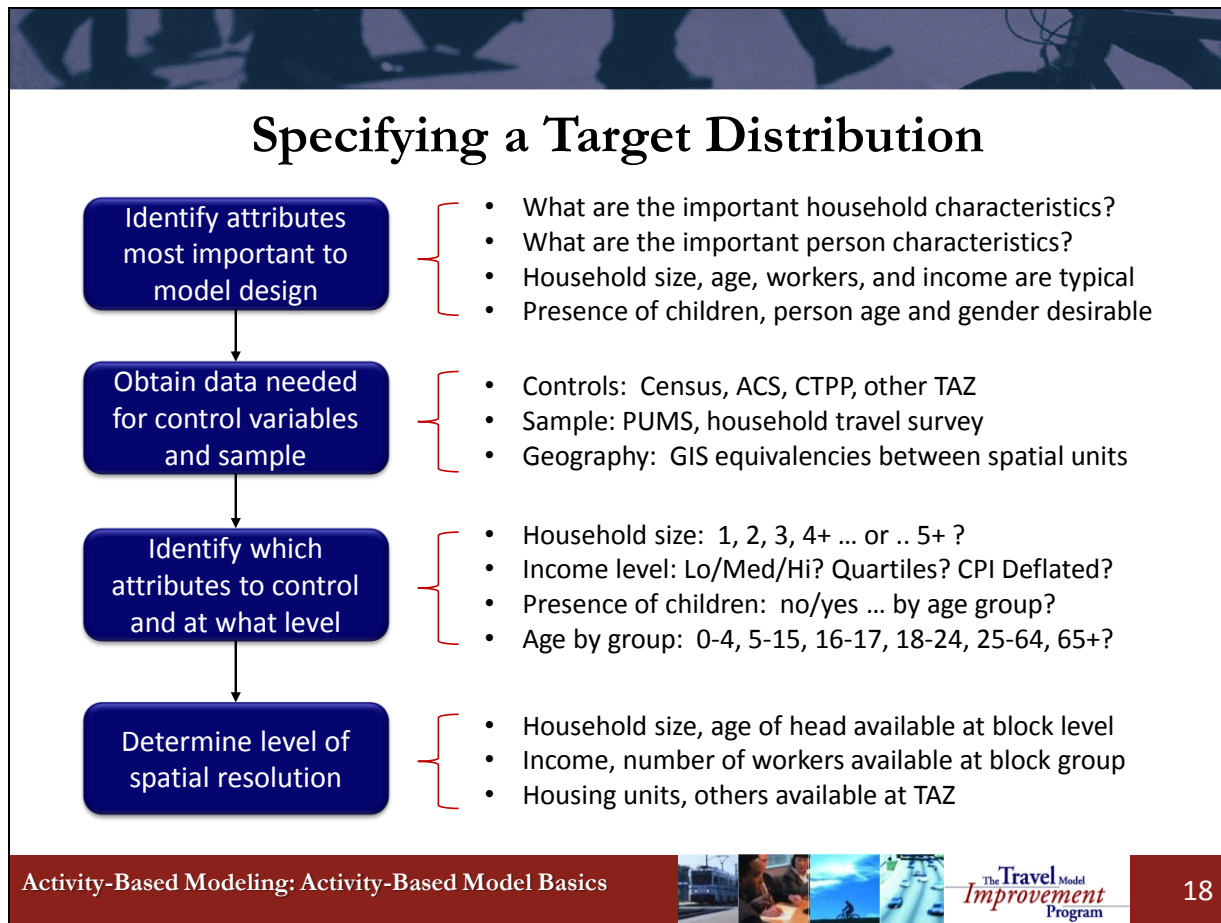 Specifying a Target Distribution
Identify attributes
most important to
model design
• What are the important household characteristics?
• What are the important person characteristics?
• Household size, age, workers, and income are typical
• Presence of children, person age and gender desirable
Obtain data needed
for control variables
and sample
• Controls: Census, ACS, CTPP, other TAZ
• Sample: PUMS, household travel survey
• Geography: GIS equivalencies between spatial units
Identify which
attributes to control
and at what level
• Household size: 1, 2, 3, 4+ ... or .. 5+ ?
• Income level: Lo/Med/Hi? Quartiles? CPI Deflated?
• Presence of children: no/yes ... by age group?
• Age by group: 0-4, 5-15, 16-17, 18-24, 25-64, 65+?
Determine level of
spatial resolution
• Household size, age of head available at block level
• Income, number of workers available at block group
• Housing units, others available at TAZ
Activity-Based Modeling: Activity-Based Model Basics
The Travel Model
Improvement
Program
18